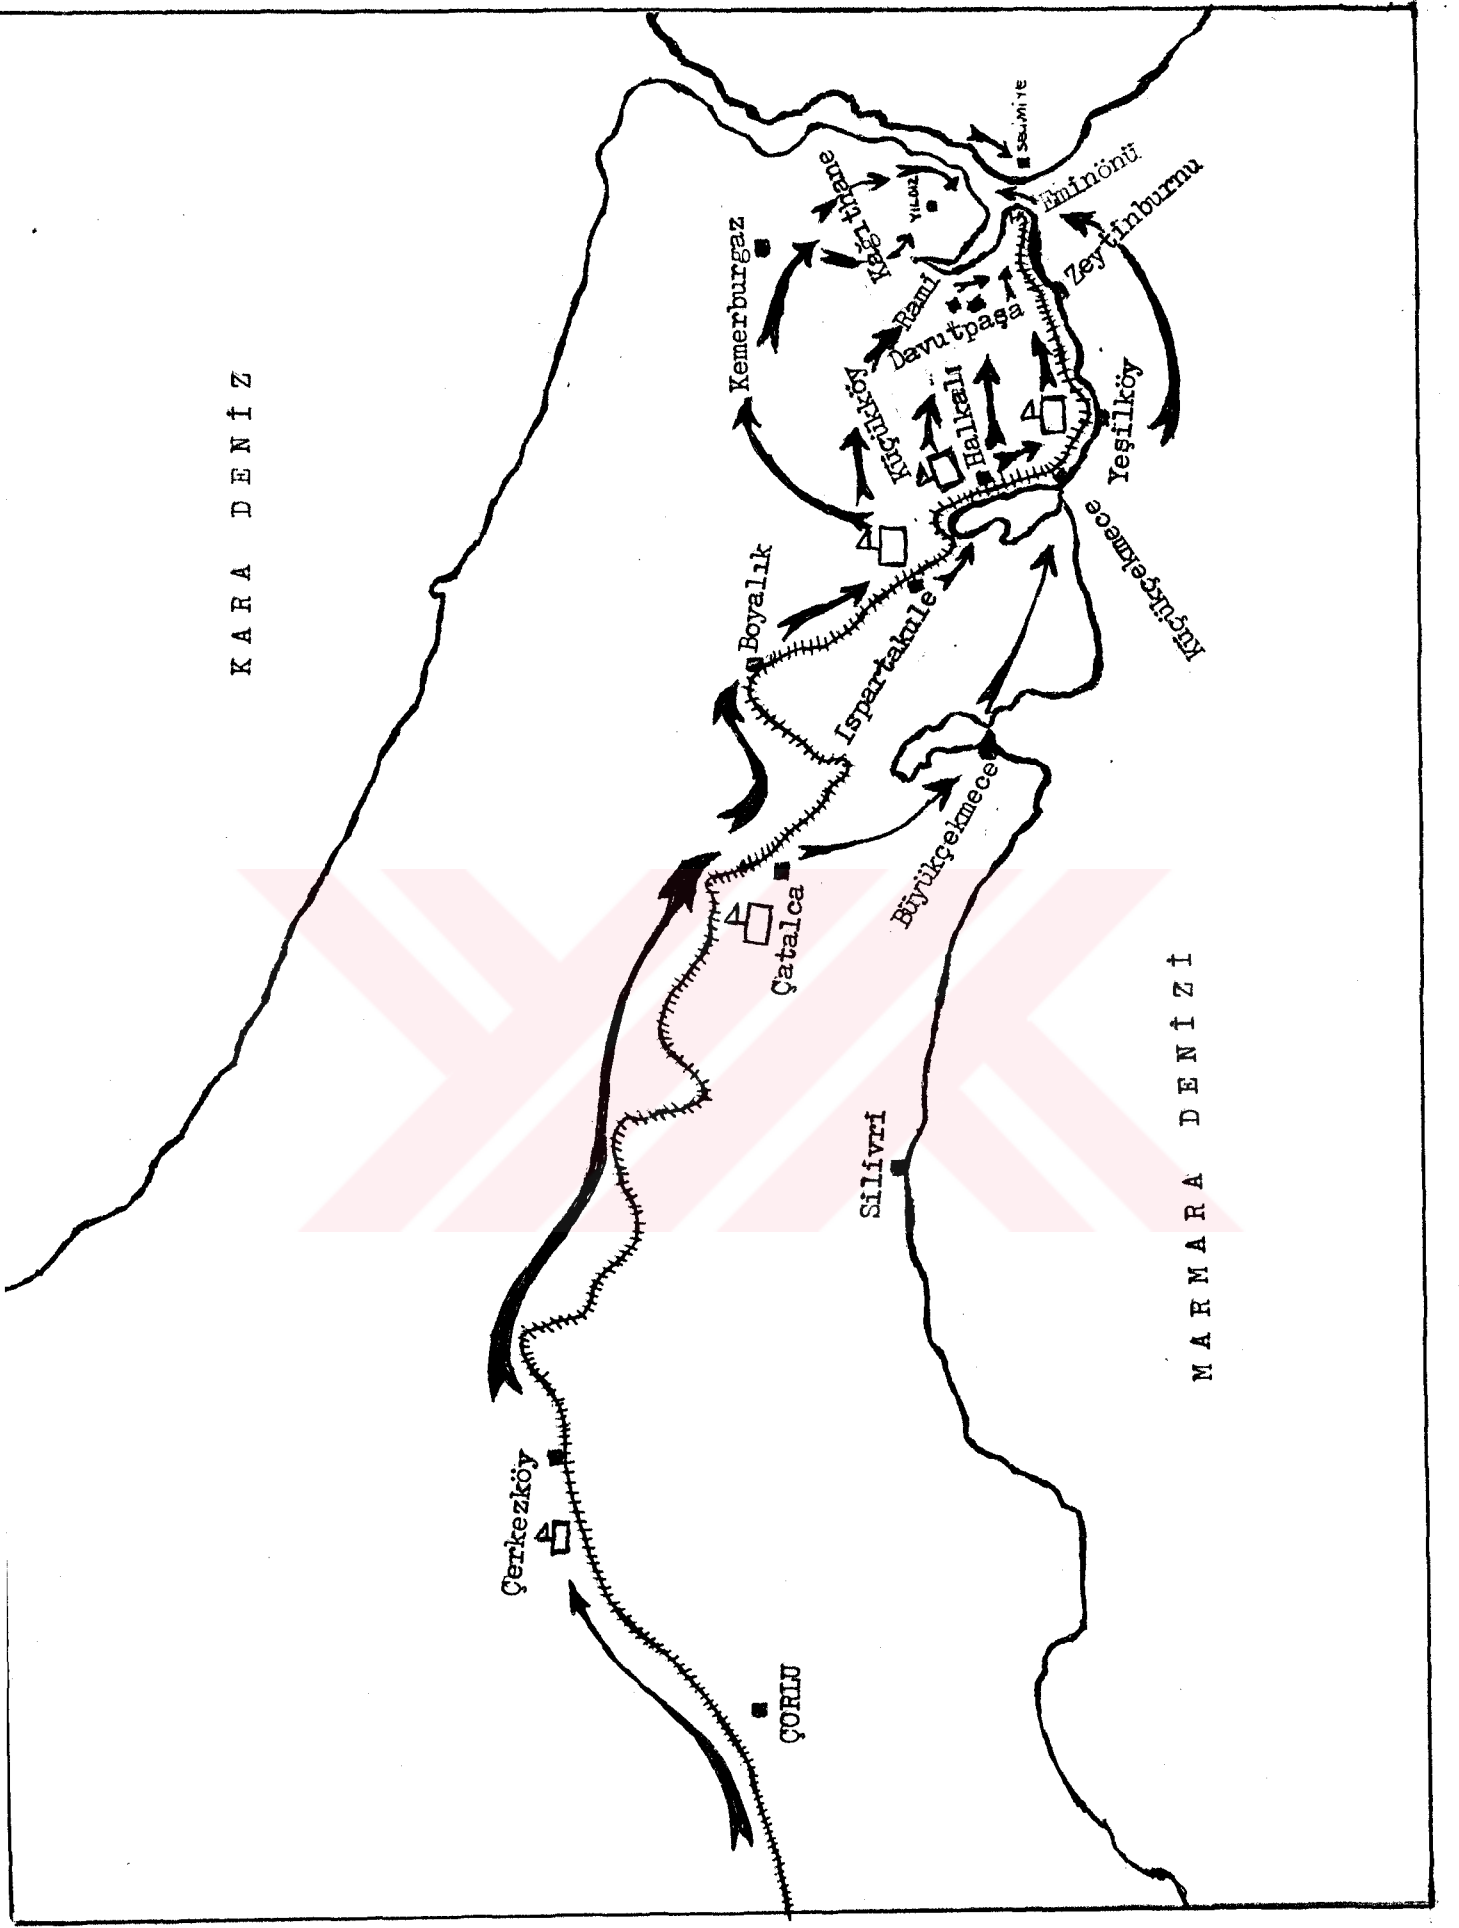 KARA DENİZ
SELİMİYE
Eminönü
Zeytinburnu
Kağıthane
YILDIZ
Kemerburgaz
Rami
Davutpaşa
Küçükköy
Halkalı
Yeşilköy
Küçükçekmece
Boyalık
Ispartakule
Büyükçekmece
Çatalca
Silivri
MARMARA DENİZİ
Çerkezköy
ÇORLU